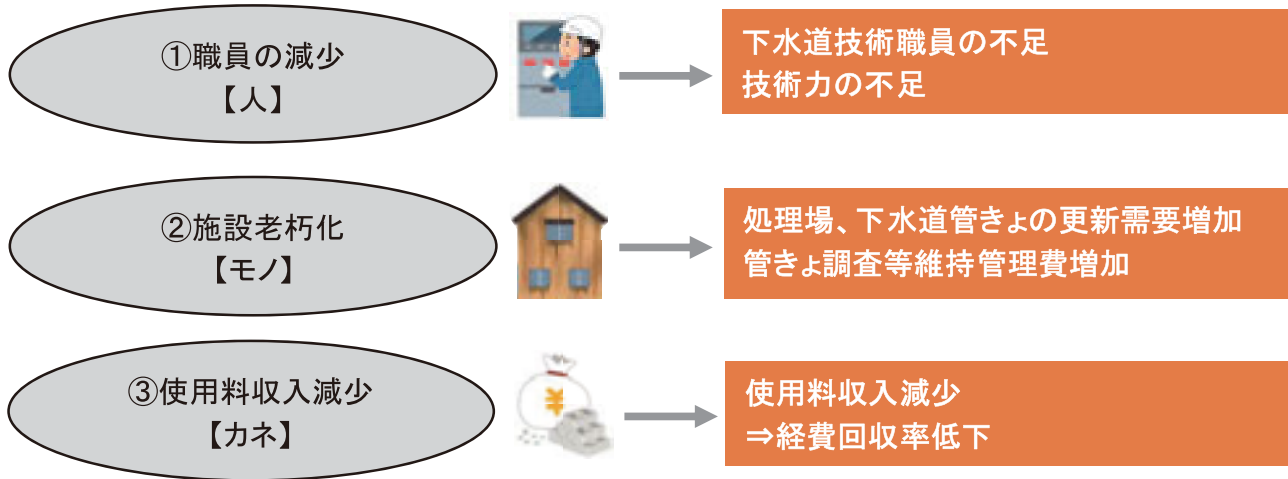 ①職員の減少
【人】
下水道技術職員の不足
技術力の不足
②施設老朽化
【モノ】
処理場、下水道管きょの更新需要増加
管きょ調査等維持管理費増加
③使用料収入減少
【カネ】
¥
使用料収入減少
⇒経費回収率低下